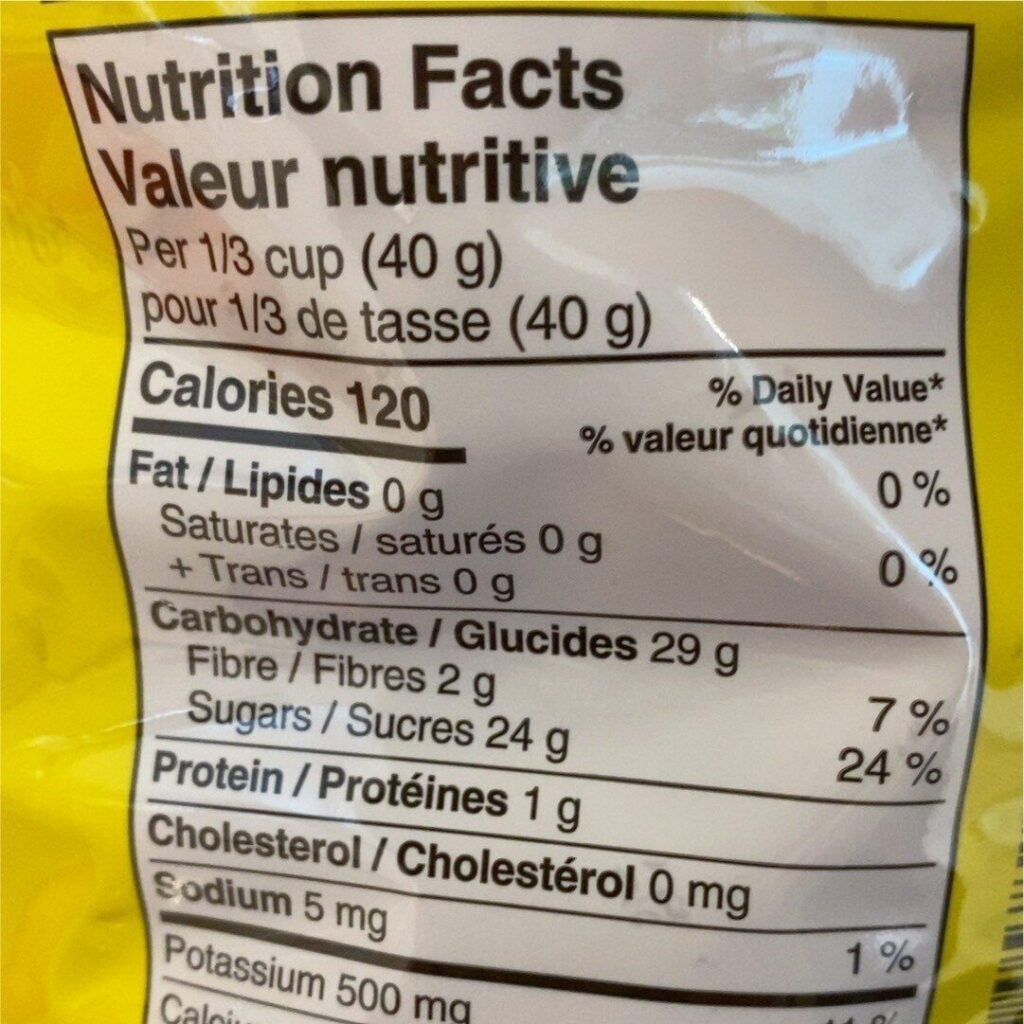 Nutrition Facts
Valeur nutritive
Per 1/3 cup (40 g)
pour 1/3 de tasse (40 g)
Calories 120
% Daily Value*
% valeur quotidienne*
Fat / Lipides 0 g 0 %
Saturates / saturés 0 g
+ Trans / trans 0 g 0 %
Carbohydrate / Glucides 29 g
Fibre / Fibres 2 g 7 %
Sugars / Sucres 24 g 24 %
Protein / Protéines 1 g
Cholesterol / Cholestérol 0 mg
Sodium 5 mg 1 %
Potassium 500 mg